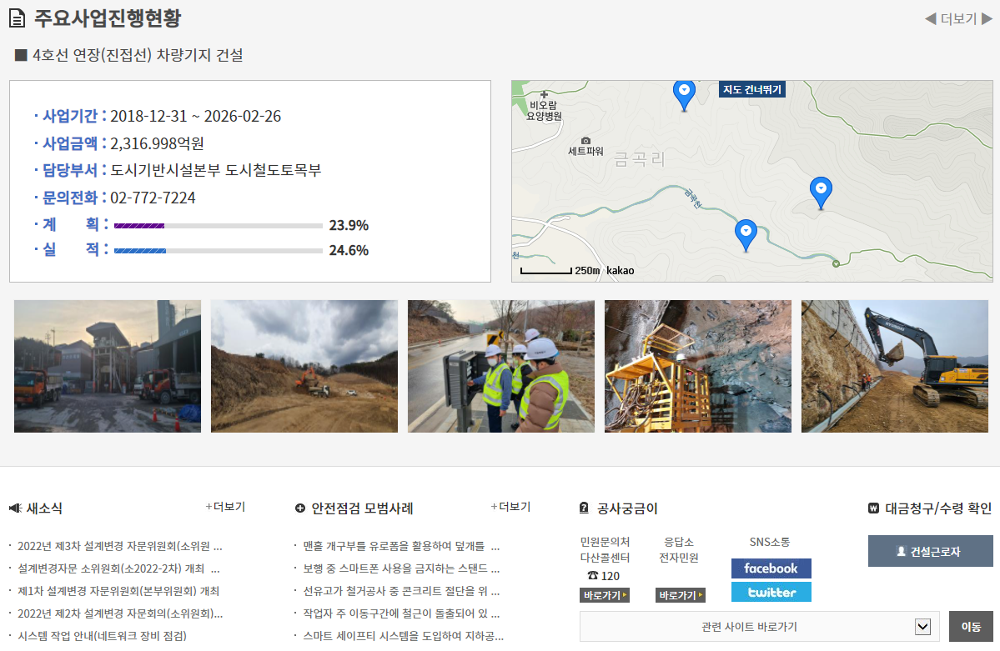 주요사업진행현황
◀ 더보기 ▶
■ 4호선 연장(진접선) 차량기지 건설
· 사업기간 : 2018-12-31 ~ 2026-02-26
· 사업금액 : 2,316.998억원
· 담당부서 : 도시기반시설본부 도시철도토목부
· 문의전화 : 02-772-7224
· 계 획 : 23.9%
· 실 적 : 24.6%
지도 건너뛰기
비오람
요양병원
세트파워
금곡리
금곡천
천
250m kakao
새소식
+더보기
· 2022년 제3차 설계변경 자문위원회(소위원 ...
· 설계변경자문 소위원회(소2022-2차) 개최 ...
· 제1차 설계변경 자문위원회(본부위원회) 개최
· 2022년 제2차 설계변경 자문회의(소위원회)...
· 시스템 작업 안내(네트워크 장비 점검)
안전점검 모범사례
+더보기
· 맨홀 개구부를 유로폼을 활용하여 덮개를 ...
· 보행 중 스마트폰 사용을 금지하는 스탠드 ...
· 선유고가 철거공사 중 콘크리트 절단을 위 ...
· 작업자 주 이동구간에 철근이 돌출되어 있 ...
· 스마트 세이프티 시스템을 도입하여 지하공...
공사궁금이
민원문의처
다산콜센터
☎ 120
바로가기
응답소
전자민원
바로가기
SNS소통
facebook
twitter
관련 사이트 바로가기
이동
대금청구/수령 확인
건설근로자